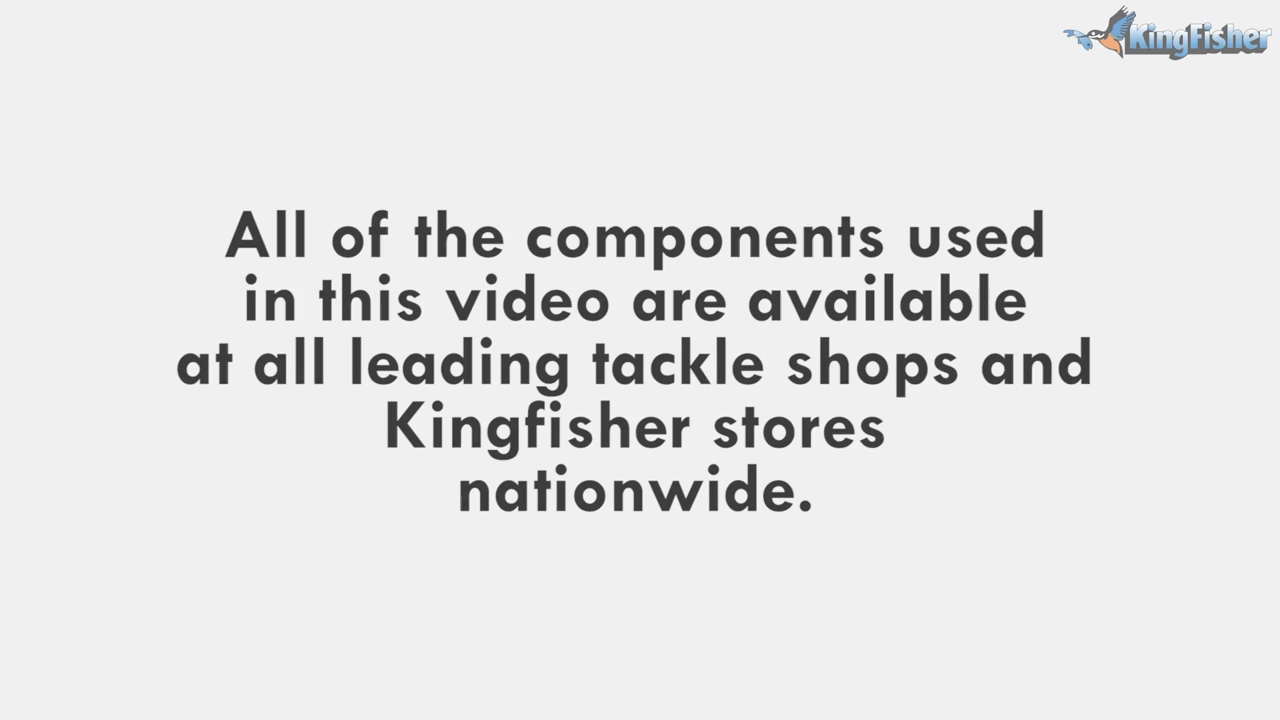 KingFisher
All of the components used
in this video are available
at all leading tackle shops and
Kingfisher stores
nationwide.